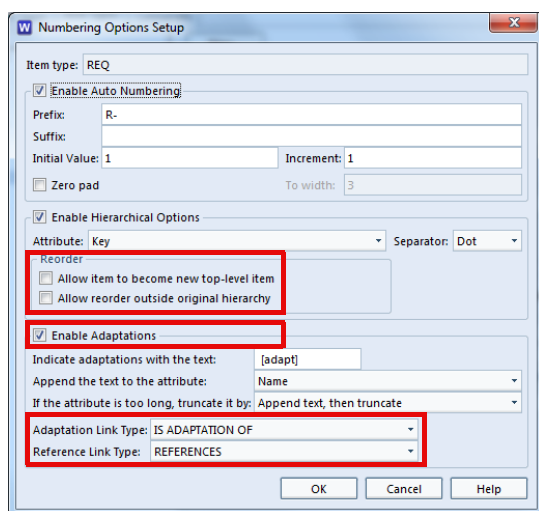 W Numbering Options Setup
Item type: REQ
Enable Auto Numbering
Prefix: R-
Suffix:
Initial Value: 1 Increment: 1
Zero pad To width: 3
Enable Hierarchical Options
Attribute: Key Separator: Dot
Reorder
Allow item to become new top-level item
Allow reorder outside original hierarchy
Enable Adaptations
Indicate adaptations with the text: [adapt]
Append the text to the attribute: Name
If the attribute is too long, truncate it by: Append text, then truncate
Adaptation Link Type: IS ADAPTATION OF
Reference Link Type: REFERENCES
OK Cancel Help